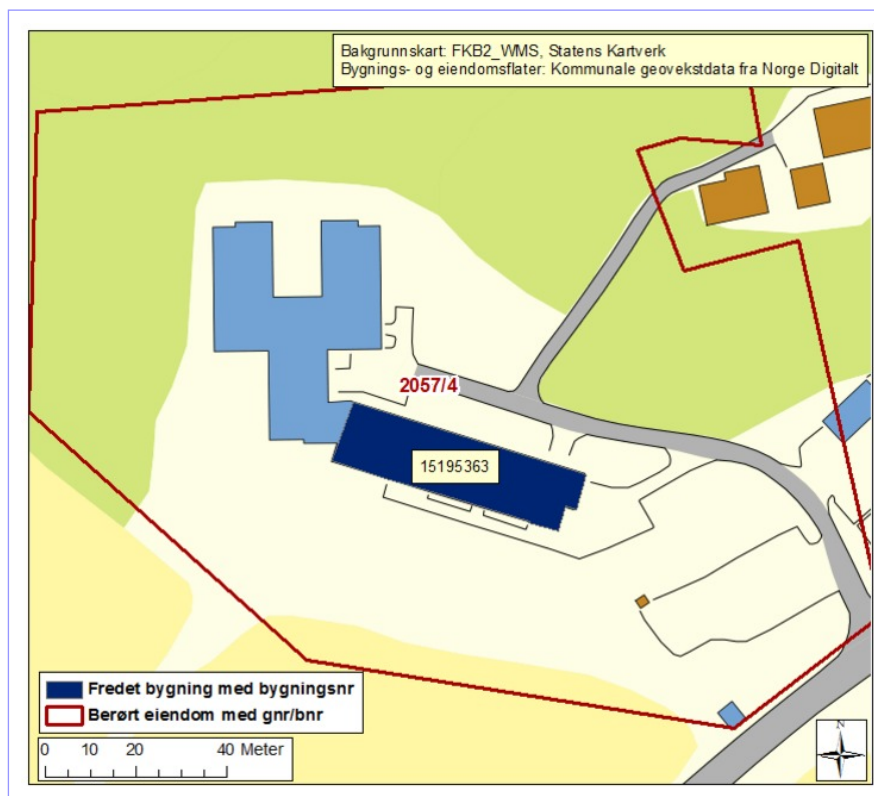 Bakgrunnskart: FKB2_WMS, Statens Kartverk
Bygnings- og eiendomsflater: Kommunale geovekstdata fra Norge Digitalt
2057/4
15195363
Fredet bygning med bygningsnr
Berørt eiendom med gnr/bnr
0 10 20 40 Meter
N